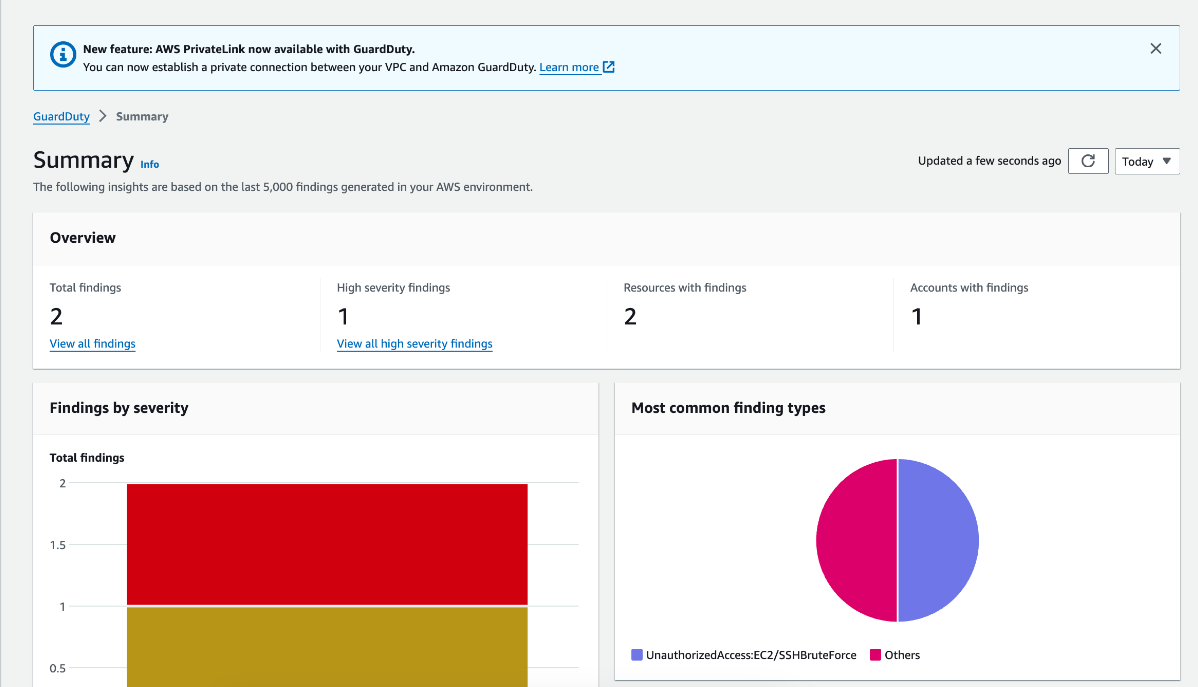 New feature: AWS PrivateLink now available with GuardDuty.
You can now establish a private connection between your VPC and Amazon GuardDuty. Learn more
GuardDuty > Summary
Summary Info
Updated a few seconds ago
Today
The following insights are based on the last 5,000 findings generated in your AWS environment.
Overview
Total findings
2
View all findings
High severity findings
1
View all high severity findings
Resources with findings
2
Accounts with findings
1
Findings by severity
Total findings
2
1.5
1
0.5
Most common finding types
UnauthorizedAccess:EC2/SSHBruteForce
Others